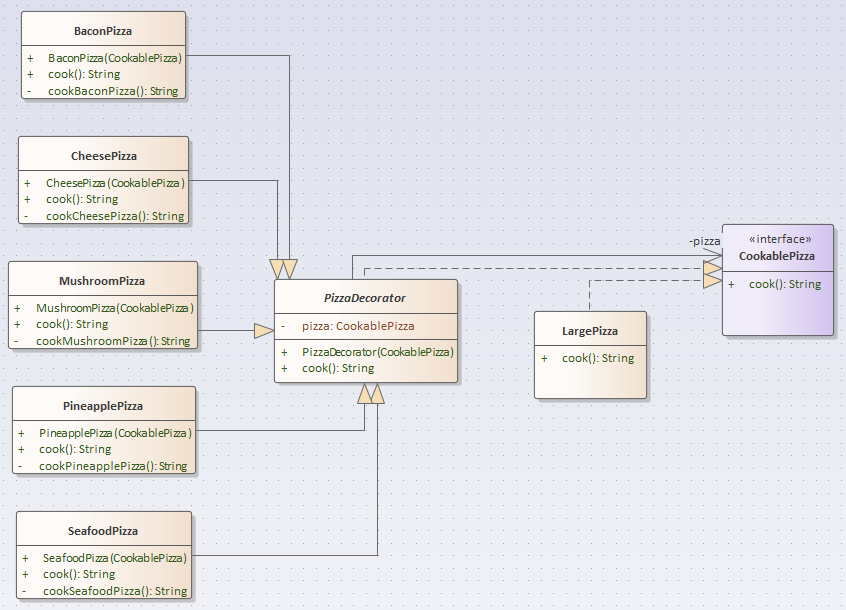 BaconPizza
+ BaconPizza(CookablePizza)
+ cook(): String
- cookBaconPizza(): String
CheesePizza
+ CheesePizza(CookablePizza)
+ cook(): String
- cookCheesePizza(): String
MushroomPizza
+ MushroomPizza(CookablePizza)
+ cook(): String
- cookMushroomPizza(): String
PineapplePizza
+ PineapplePizza(CookablePizza)
+ cook(): String
- cookPineapplePizza(): String
SeafoodPizza
+ SeafoodPizza(CookablePizza)
+ cook(): String
- cookSeafoodPizza(): String
PizzaDecorator
- pizza: CookablePizza
+ PizzaDecorator(CookablePizza)
+ cook(): String
LargePizza
+ cook(): String
-pizza
«interface»
CookablePizza
+ cook(): String